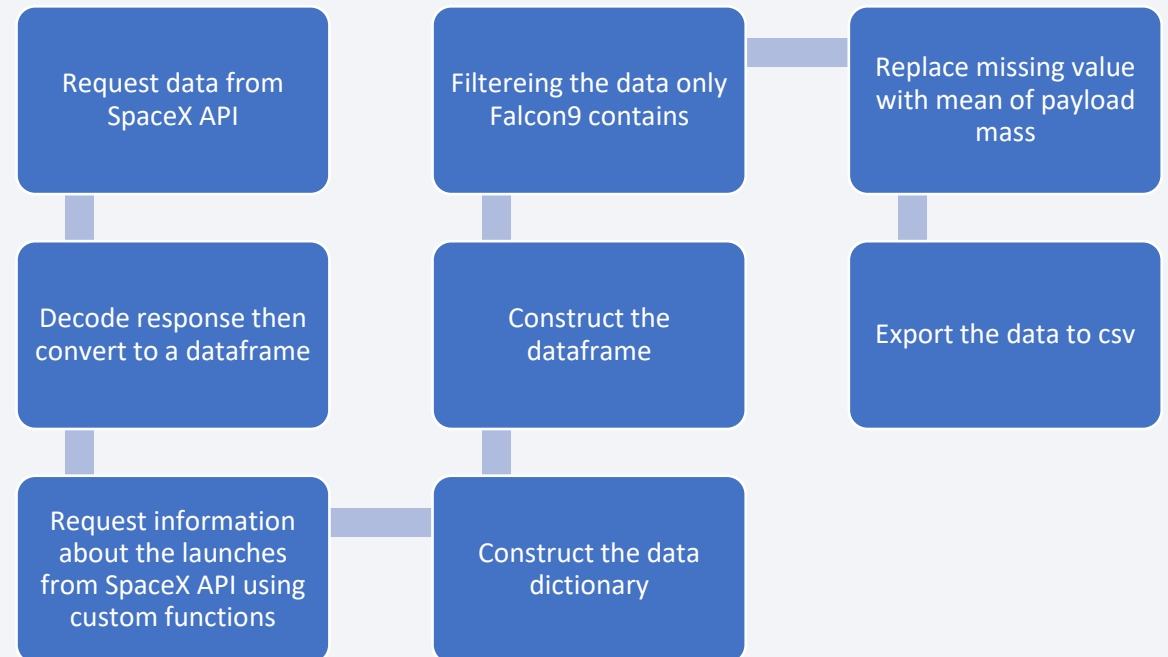 Request data from
SpaceX API
Decode response then
convert to a dataframe
Request information
about the launches
from SpaceX API using
custom functions
Construct the data
dictionary
Construct the
dataframe
Filtereing the data only
Falcon9 contains
Replace missing value
with mean of payload
mass
Export the data to csv